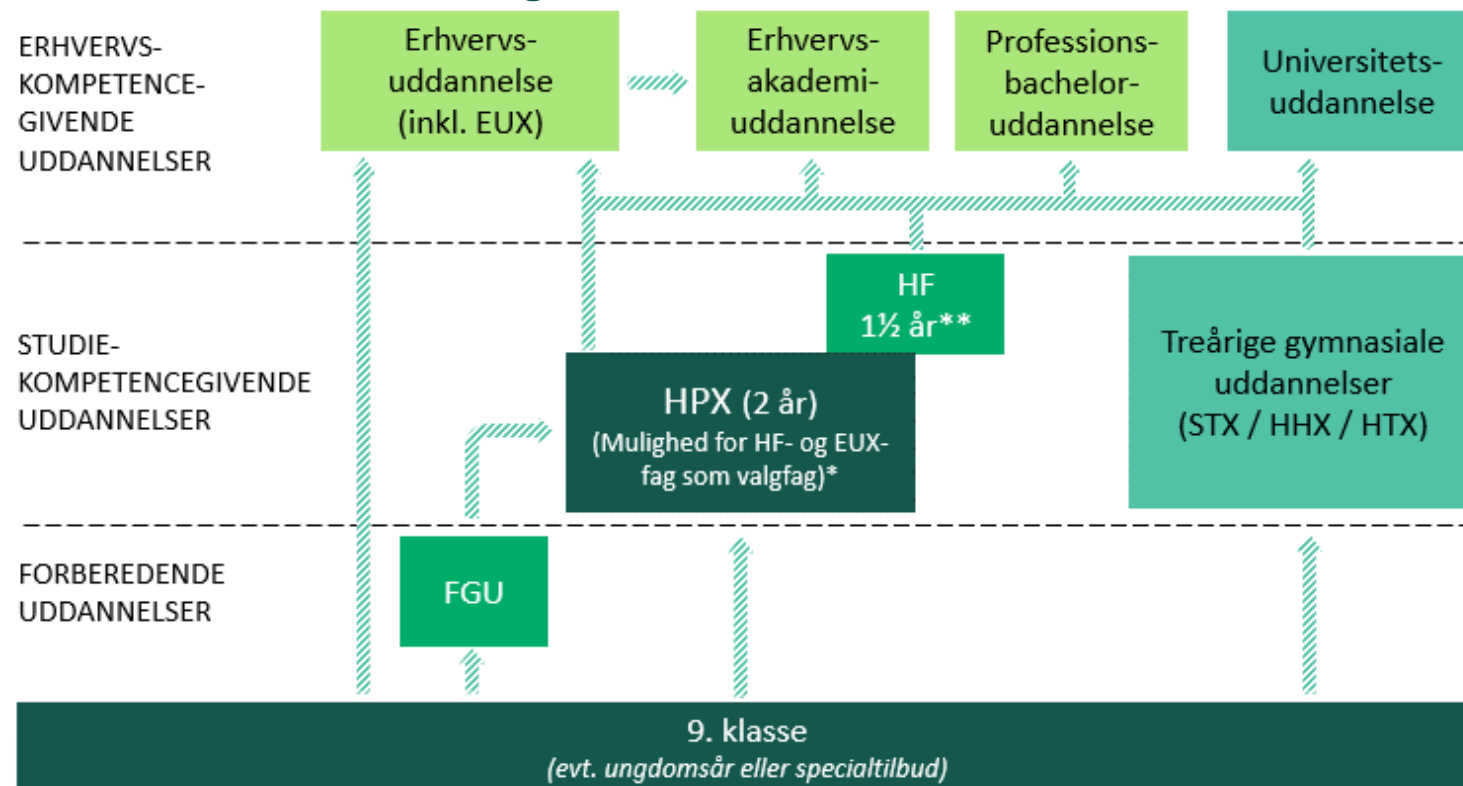 ERHVERVS-
KOMPETENCE-
GIVENDE
UDDANNELSER
Erhvervs-
uddannelse
(inkl. EUX)
Erhvervs-
akademi-
uddannelse
Professions-
bachelor-
uddannelse
Universitets-
uddannelse
STUDIE-
KOMPETENCEGIVENDE
UDDANNELSER
HF
1½ år**
HPX (2 år)
(Mulighed for HF- og EUX-
fag som valgfag)*
Treårige gymnasiale
uddannelser
(STX / HHX / HTX)
FORBEREDENDE
UDDANNELSER
FGU
9. klasse
(evt. ungdomsår eller specialtilbud)